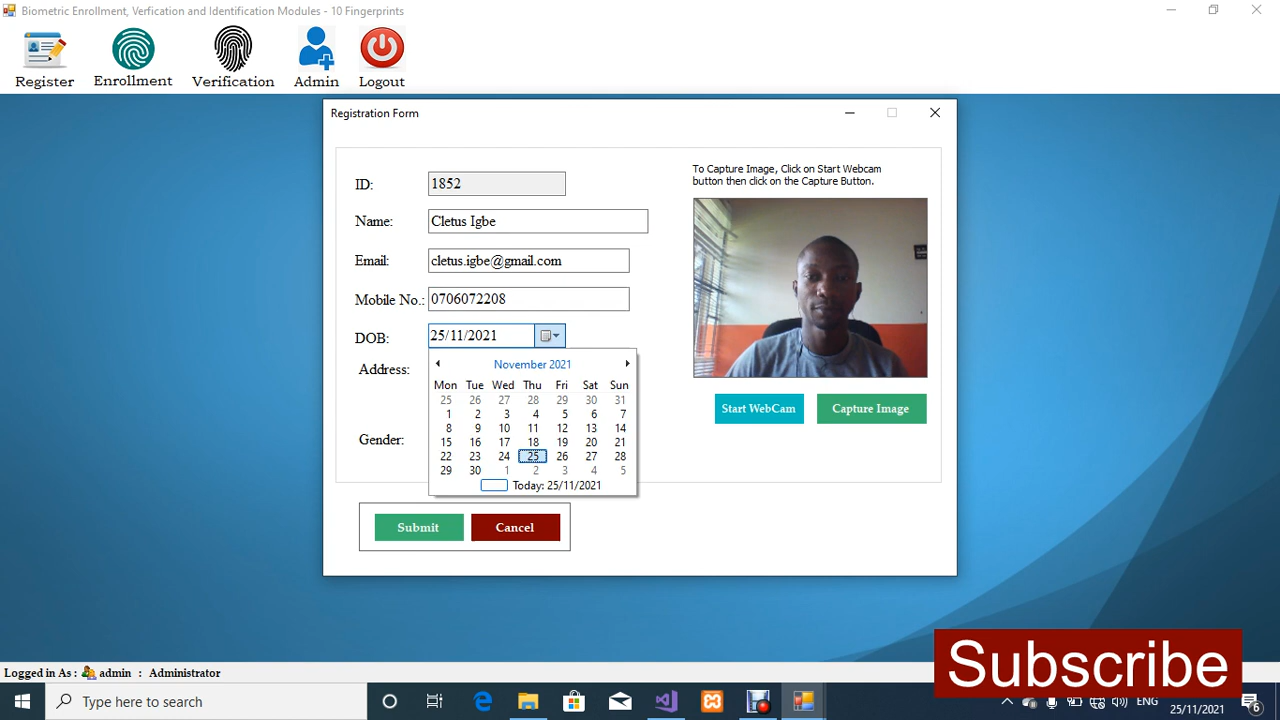 Biometric Enrollment, Verfication and Identification Modules - 10 Fingerprints
Register Enrollment Verification Admin Logout
Registration Form
ID: 1852
Name: Cletus Igbe
Email: cletus.igbe@gmail.com
Mobile No.: 0706072208
DOB: 25/11/2021
November 2021
Mon Tue Wed Thu Fri Sat Sun
25 26 27 28 29 30 31
1 2 3 4 5 6 7
8 9 10 11 12 13 14
15 16 17 18 19 20 21
22 23 24 25 26 27 28
29 30 1 2 3 4 5
Today: 25/11/2021
Address:
Gender:
To Capture Image, Click on Start Webcam
button then click on the Capture Button.
Start WebCam Capture Image
Submit Cancel
Subscribe
Logged in As : admin : Administrator
Type here to search
ENG
25/11/2021
6